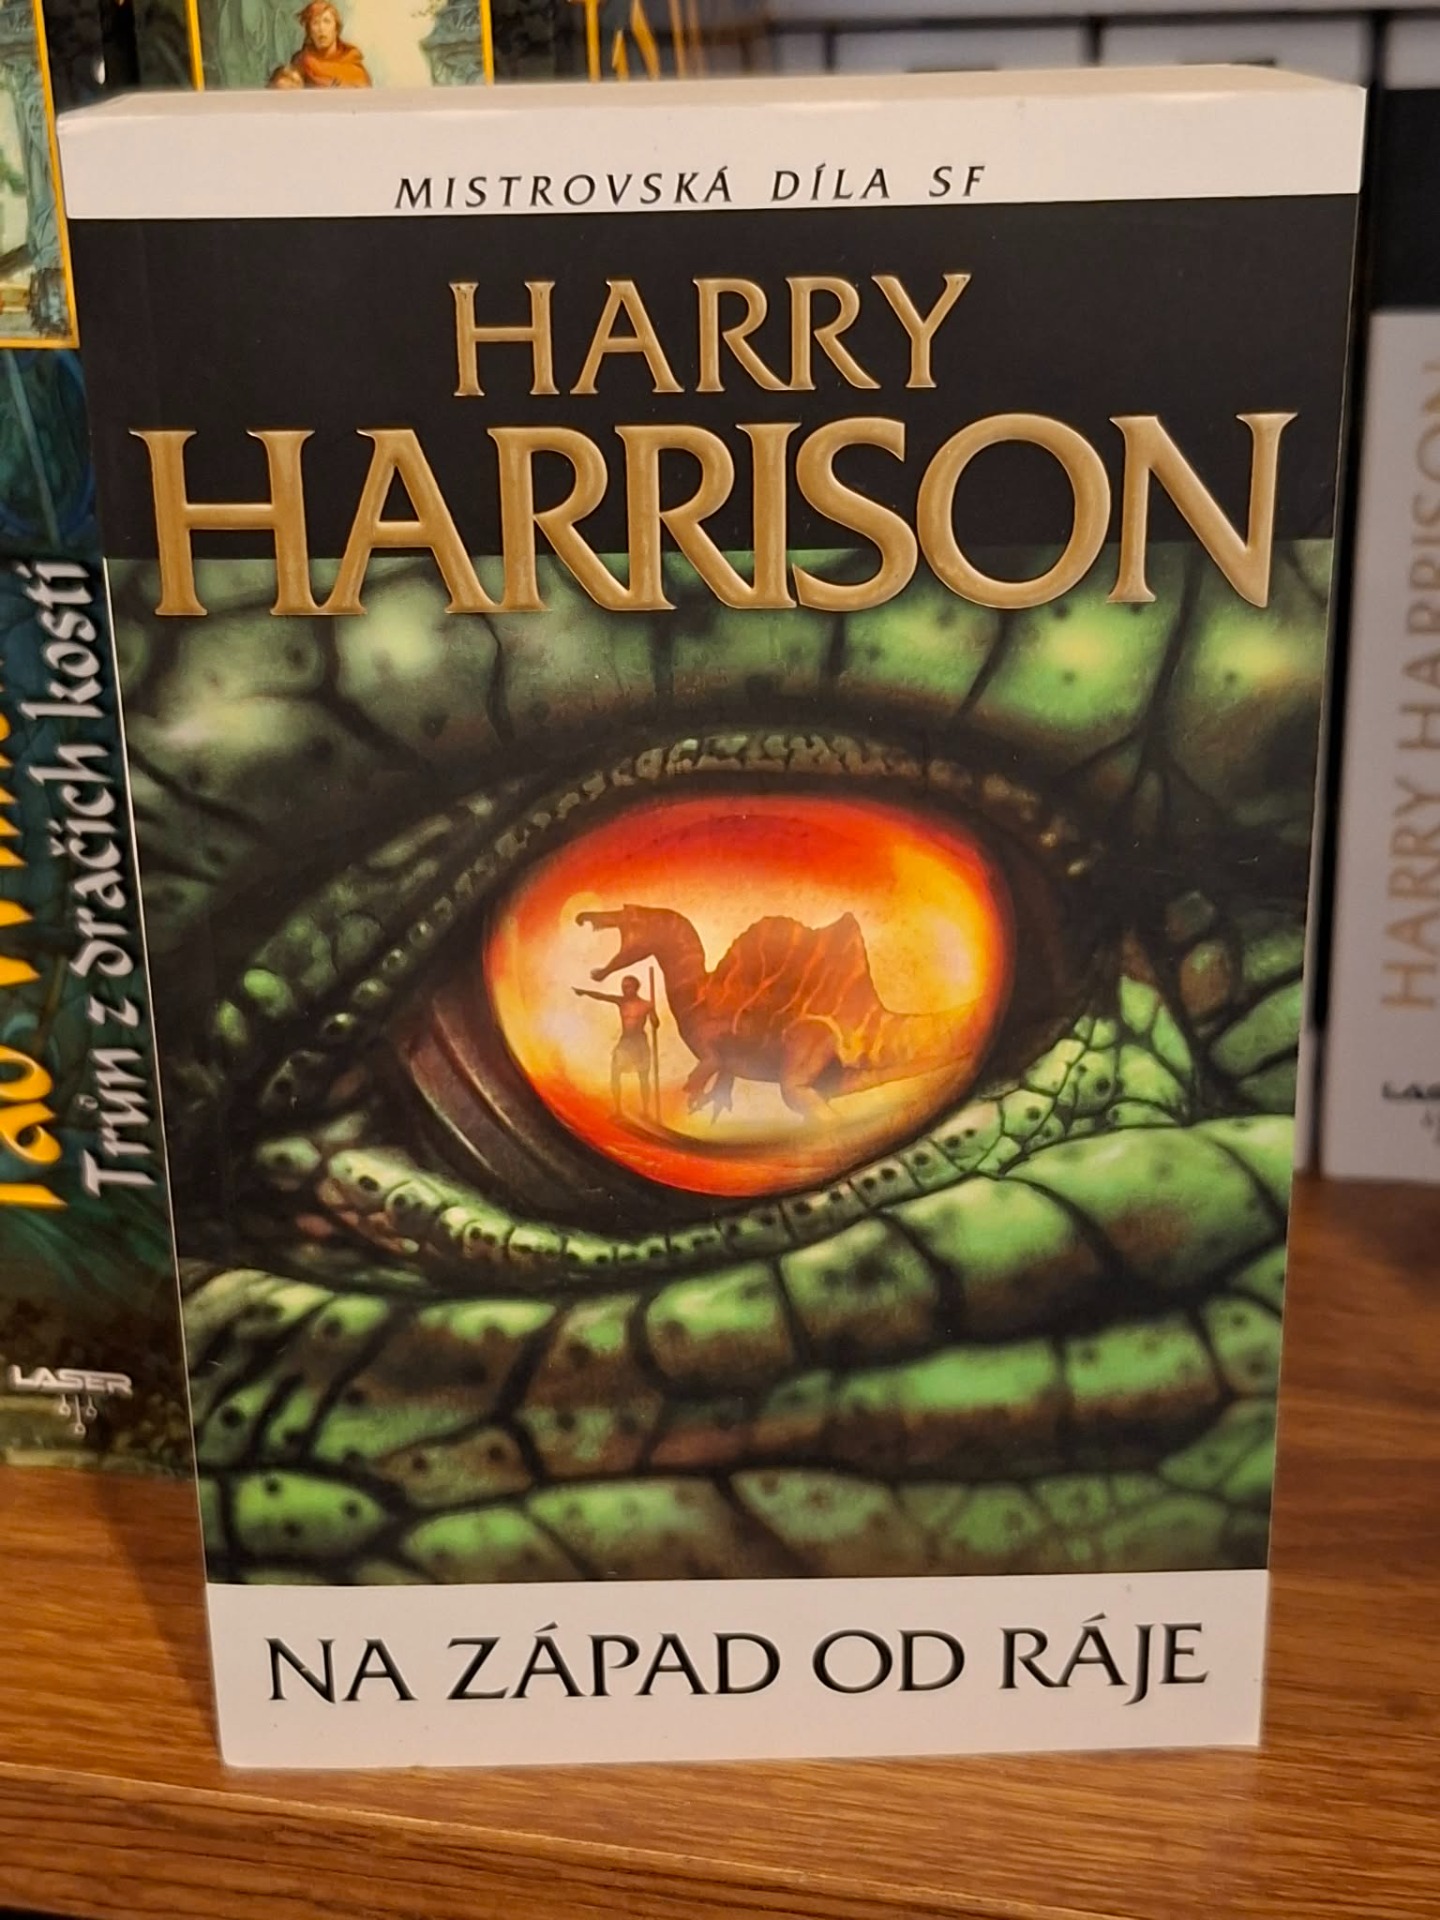 MISTROVSKÁ DÍLA SF
HARRY
HARRISON
NA ZÁPAD OD RÁJE
Trůn z dračích kostí
LASER
HARRY HARRISON